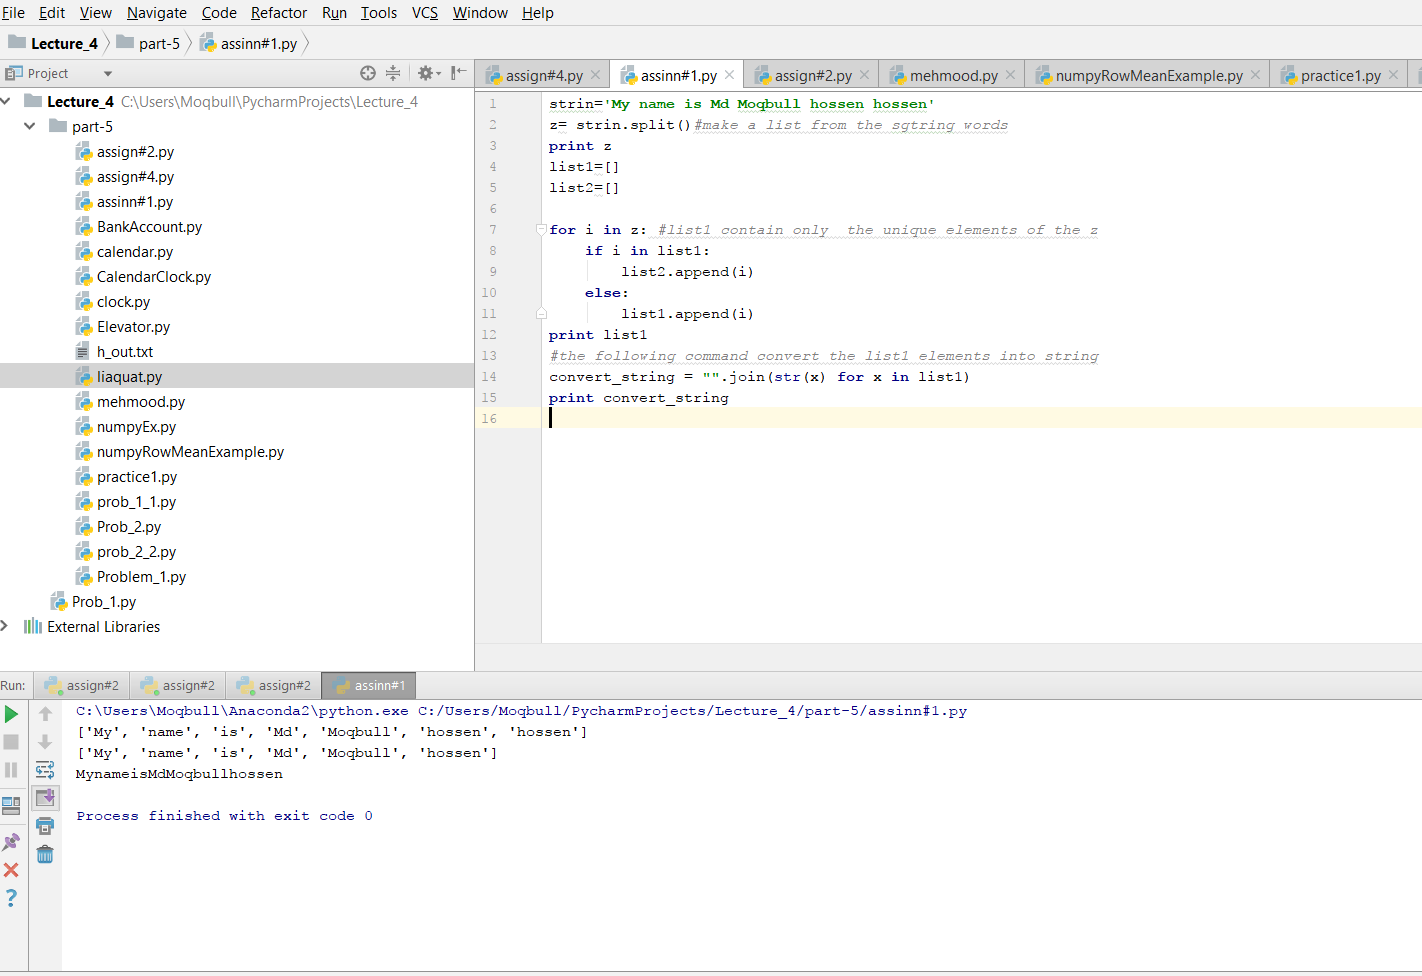 File Edit View Navigate Code Refactor Run Tools VCS Window Help
Lecture_4 part-5 assinn#1.py
Project
assign#4.py assinn#1.py assign#2.py mehmood.py numpyRowMeanExample.py practice1.py
Lecture_4 C:\Users\Moqbull\PycharmProjects\Lecture_4
part-5
assign#2.py
assign#4.py
assinn#1.py
BankAccount.py
calendar.py
CalendarClock.py
clock.py
Elevator.py
h_out.txt
liaquat.py
mehmood.py
numpyEx.py
numpyRowMeanExample.py
practice1.py
prob_1_1.py
Prob_2.py
prob_2_2.py
Problem_1.py
Prob_1.py
External Libraries
1 strin='My name is Md Moqbull hossen hossen'
2 z= strin.split()#make a list from the sgtring words
3 print z
4 list1=[]
5 list2=[]
6
7 for i in z: #list1 contain only  the unique elements of the z
8     if i in list1:
9         list2.append(i)
10     else:
11         list1.append(i)
12 print list1
13 #the following command convert the list1 elements into string
14 convert_string = "".join(str(x) for x in list1)
15 print convert_string
16
Run: assign#2 assign#2 assign#2 assinn#1
C:\Users\Moqbull\Anaconda2\python.exe C:/Users/Moqbull/PycharmProjects/Lecture_4/part-5/assinn#1.py
['My', 'name', 'is', 'Md', 'Moqbull', 'hossen', 'hossen']
['My', 'name', 'is', 'Md', 'Moqbull', 'hossen']
MynameisMdMoqbullhossen
Process finished with exit code 0